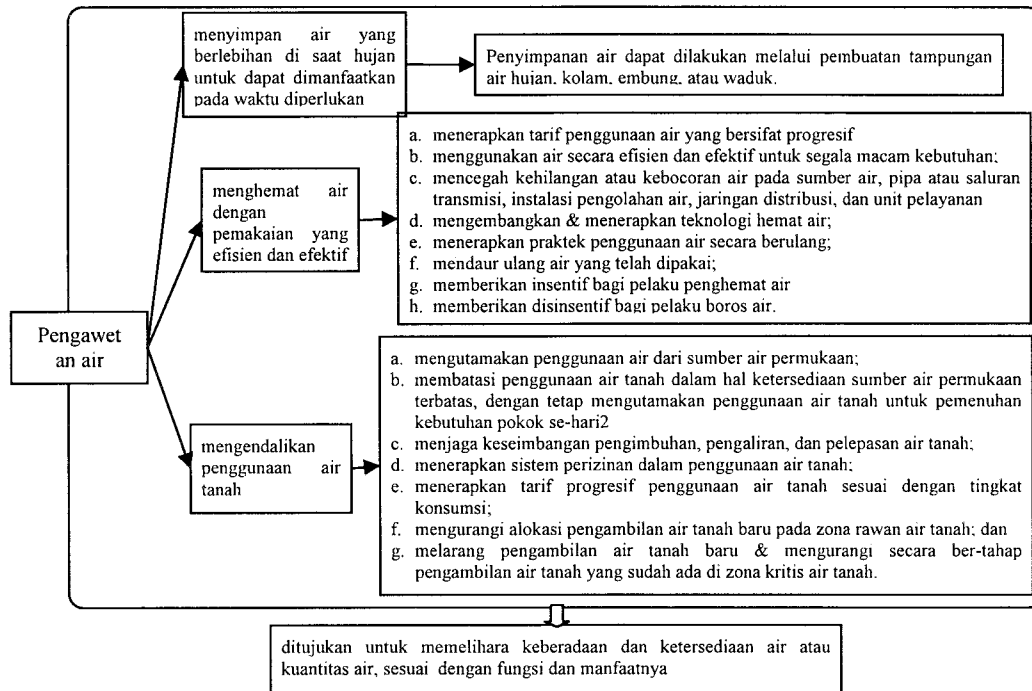 menyimpan air yang
berlebihan di saat hujan
untuk dapat dimanfaatkan
pada waktu diperlukan
Penyimpanan air dapat dilakukan melalui pembuatan tampungan
air hujan, kolam, embung, atau waduk.
menghemat air
dengan
pemakaian yang
efisien dan efektif
a. menerapkan tarif penggunaan air yang bersifat progresif
b. menggunakan air secara efisien dan efektif untuk segala macam kebutuhan;
c. mencegah kehilangan atau kebocoran air pada sumber air, pipa atau saluran
transmisi, instalasi pengolahan air, jaringan distribusi, dan unit pelayanan
d. mengembangkan & menerapkan teknologi hemat air;
e. menerapkan praktek penggunaan air secara berulang;
f. mendaur ulang air yang telah dipakai;
g. memberikan insentif bagi pelaku penghemat air
h. memberikan disinsentif bagi pelaku boros air.
Pengawet
an air
mengendalikan
penggunaan air
tanah
a. mengutamakan penggunaan air dari sumber air permukaan;
b. membatasi penggunaan air tanah dalam hal ketersediaan sumber air permukaan
terbatas, dengan tetap mengutamakan penggunaan air tanah untuk pemenuhan
kebutuhan pokok se-hari2
c. menjaga keseimbangan pengimbuhan, pengaliran, dan pelepasan air tanah;
d. menerapkan sistem perizinan dalam penggunaan air tanah;
e. menerapkan tarif progresif penggunaan air tanah sesuai dengan tingkat
konsumsi;
f. mengurangi alokasi pengambilan air tanah baru pada zona rawan air tanah; dan
g. melarang pengambilan air tanah baru & mengurangi secara ber-tahap
pengambilan air tanah yang sudah ada di zona kritis air tanah.
ditujukan untuk memelihara keberadaan dan ketersediaan air atau
kuantitas air, sesuai dengan fungsi dan manfaatnya